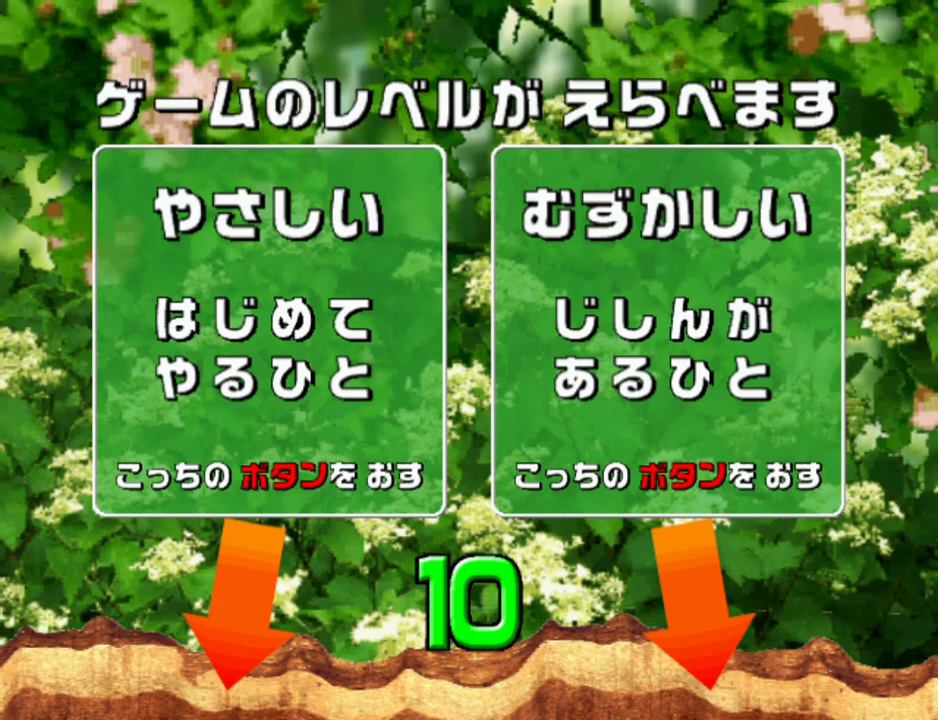 ゲームのレベルが えらべます
やさしい
はじめて
やるひと
こっちの ボタンを おす
むずかしい
じしんが
あるひと
こっちの ボタンを おす
10